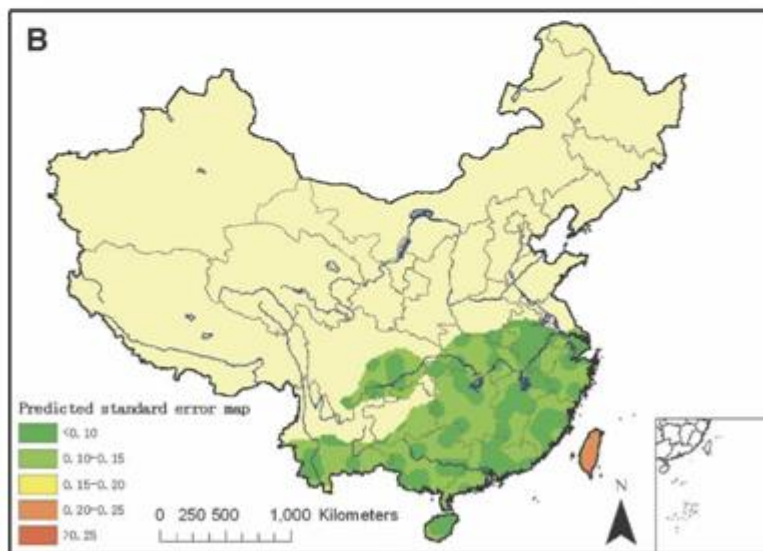 B
Predicted standard error map
<0.10
0.10-0.15
0.15-0.20
0.20-0.25
>0.25
0 250 500 1,000 Kilometers
N